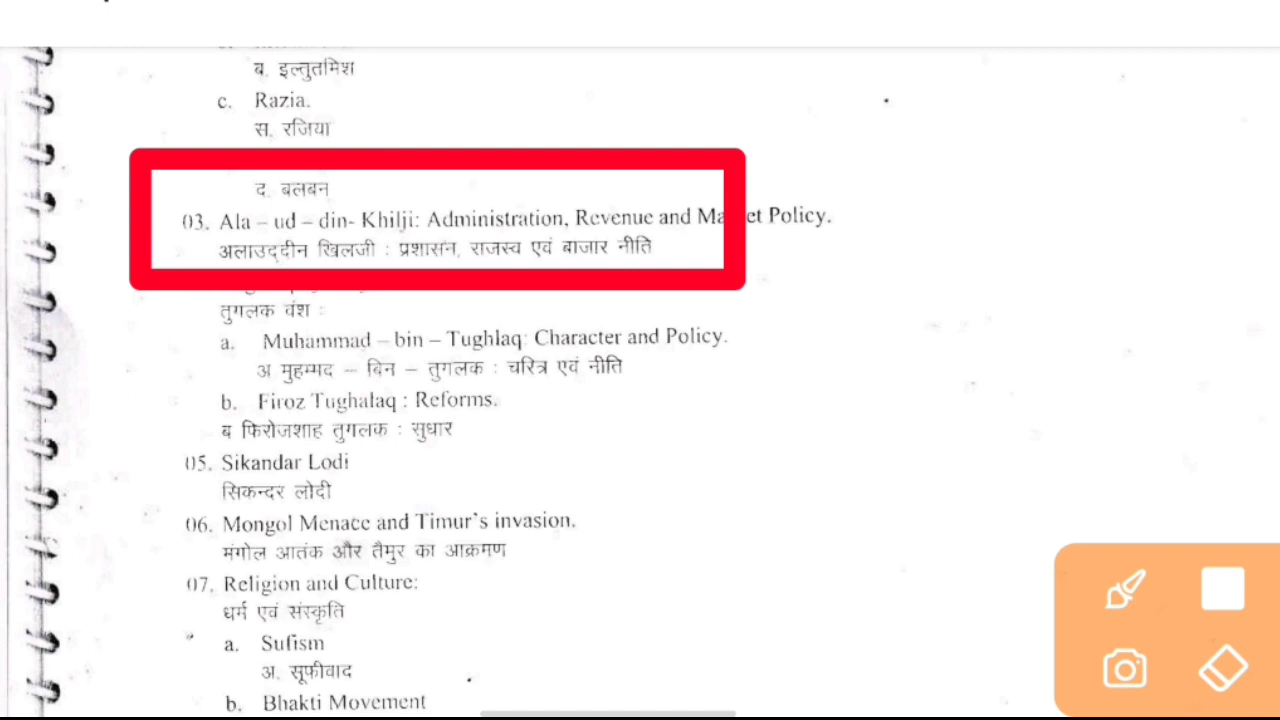 ब. इल्तुतमिश
c. Razia.
स. रजिया
द. बलबन
03. Ala – ud – din- Khilji: Administration, Revenue and Ma et Policy.
अलाउद्दीन खिलजी : प्रशासन, राजस्व एवं बाजार नीति
तुगलक वंश :
a. Muhammad – bin – Tughlaq: Character and Policy.
अ मुहम्मद – बिन – तुगलक : चरित्र एवं नीति
b. Firoz Tughalaq : Reforms.
ब फिरोजशाह तुगलक : सुधार
05. Sikandar Lodi
सिकन्दर लोदी
06. Mongol Menace and Timur's invasion.
मंगोल आतंक और तैमुर का आक्रमण
07. Religion and Culture:
धर्म एवं संस्कृति
a. Sufism
अ. सूफीवाद
b. Bhakti Movement